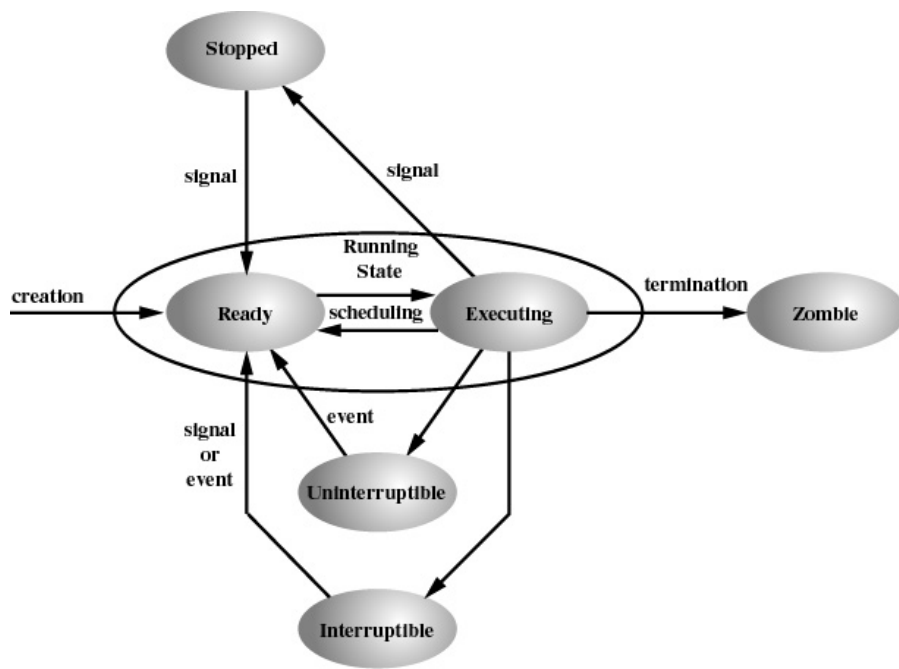 Stopped
signal
signal
Running
State
creation
termination
Ready
scheduling
Executing
Zombie
event
signal
or
event
Uninterruptible
Interruptible